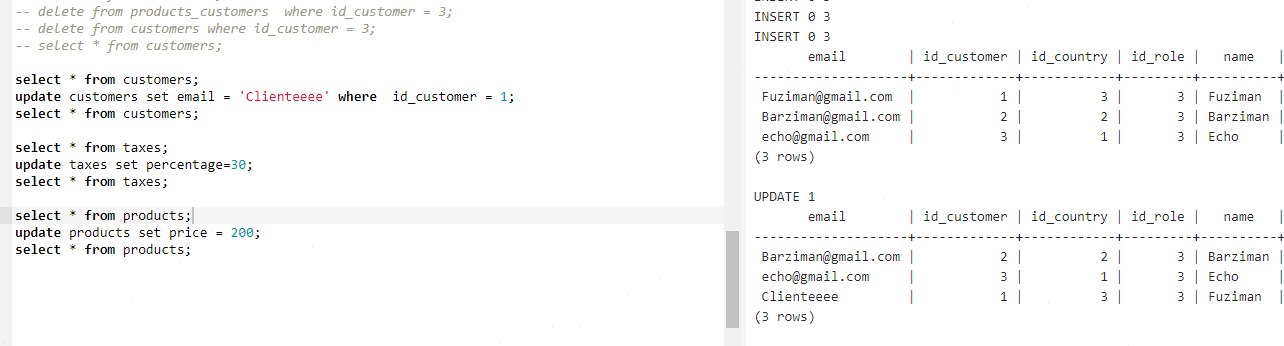 -- delete from products_customers  where id_customer = 3;
-- delete from customers where id_customer = 3;
-- select * from customers;
select * from customers;
update customers set email = 'Clienteeee' where  id_customer = 1;
select * from customers;
select * from taxes;
update taxes set percentage=30;
select * from taxes;
select * from products;
update products set price = 200;
select * from products;
INSERT 0 3
INSERT 0 3
email | id_customer | id_country | id_role | name |
--------------------+-------------+------------+---------+----------+
Fuziman@gmail.com | 1 | 3 | 3 | Fuziman |
Barziman@gmail.com | 2 | 2 | 3 | Barziman |
echo@gmail.com | 3 | 1 | 3 | Echo |
(3 rows)
UPDATE 1
email | id_customer | id_country | id_role | name |
--------------------+-------------+------------+---------+----------+
Barziman@gmail.com | 2 | 2 | 3 | Barziman |
echo@gmail.com | 3 | 1 | 3 | Echo |
Clienteeee | 1 | 3 | 3 | Fuziman |
(3 rows)